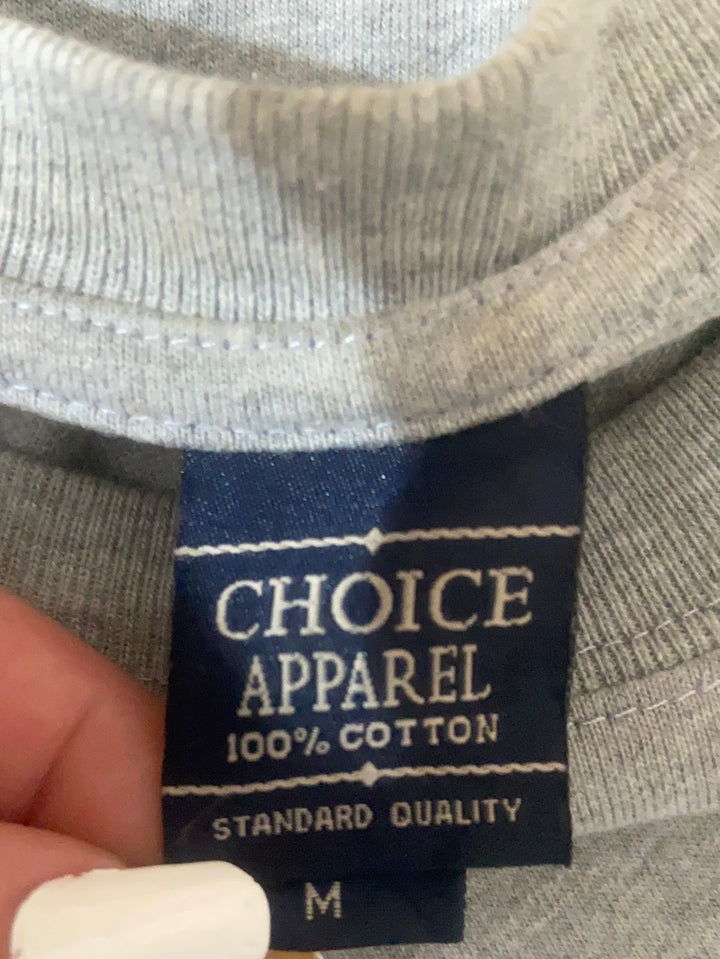 CHOICE
APPAREL
100% COTTON
STANDARD QUALITY
M